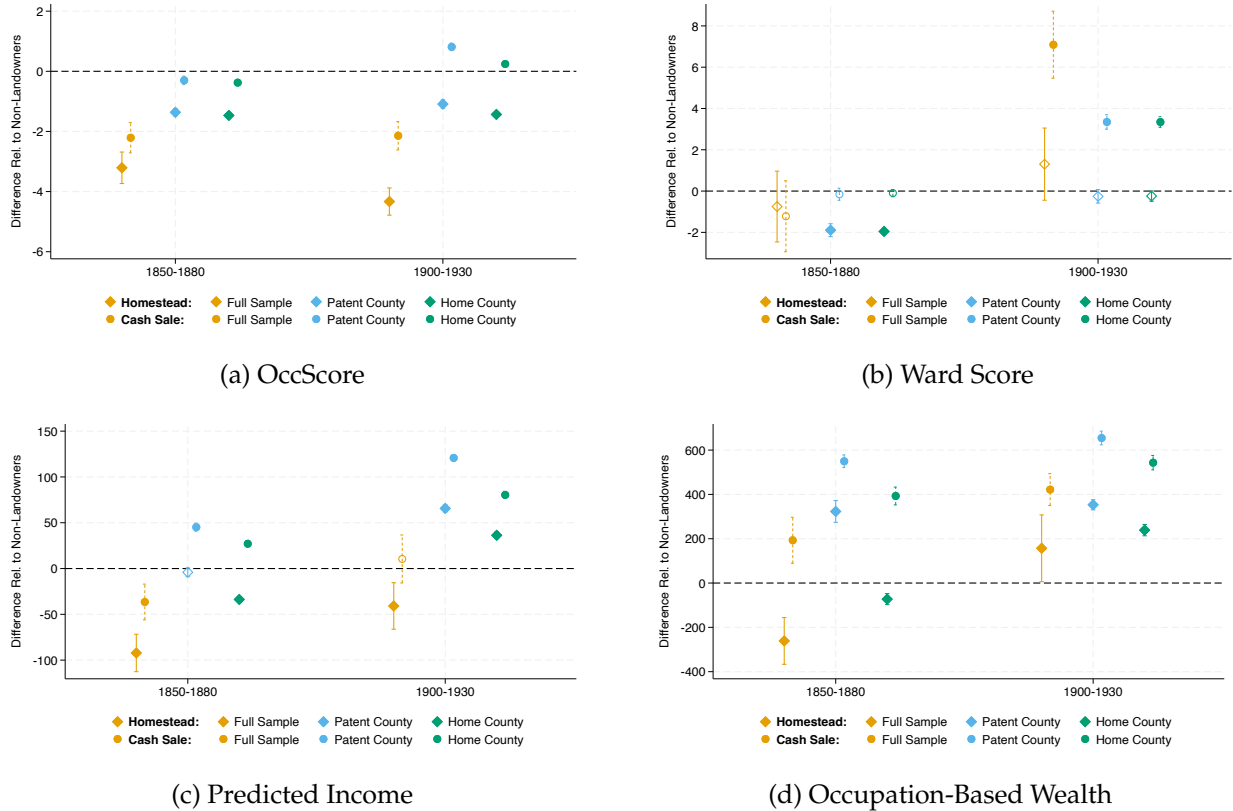 Difference Rel. to Non-Landowners
2
0
-2
-4
-6
1850-1880
1900-1930
Homestead: Full Sample Patent County Home County
Cash Sale: Full Sample Patent County Home County
(a) OccScore
Difference Rel. to Non-Landowners
8
6
4
2
0
-2
1850-1880
1900-1930
Homestead: Full Sample Patent County Home County
Cash Sale: Full Sample Patent County Home County
(b) Ward Score
Difference Rel. to Non-Landowners
150
100
50
0
-50
-100
1850-1880
1900-1930
Homestead: Full Sample Patent County Home County
Cash Sale: Full Sample Patent County Home County
(c) Predicted Income
Difference Rel. to Non-Landowners
600
400
200
0
-200
-400
1850-1880
1900-1930
Homestead: Full Sample Patent County Home County
Cash Sale: Full Sample Patent County Home County
(d) Occupation-Based Wealth